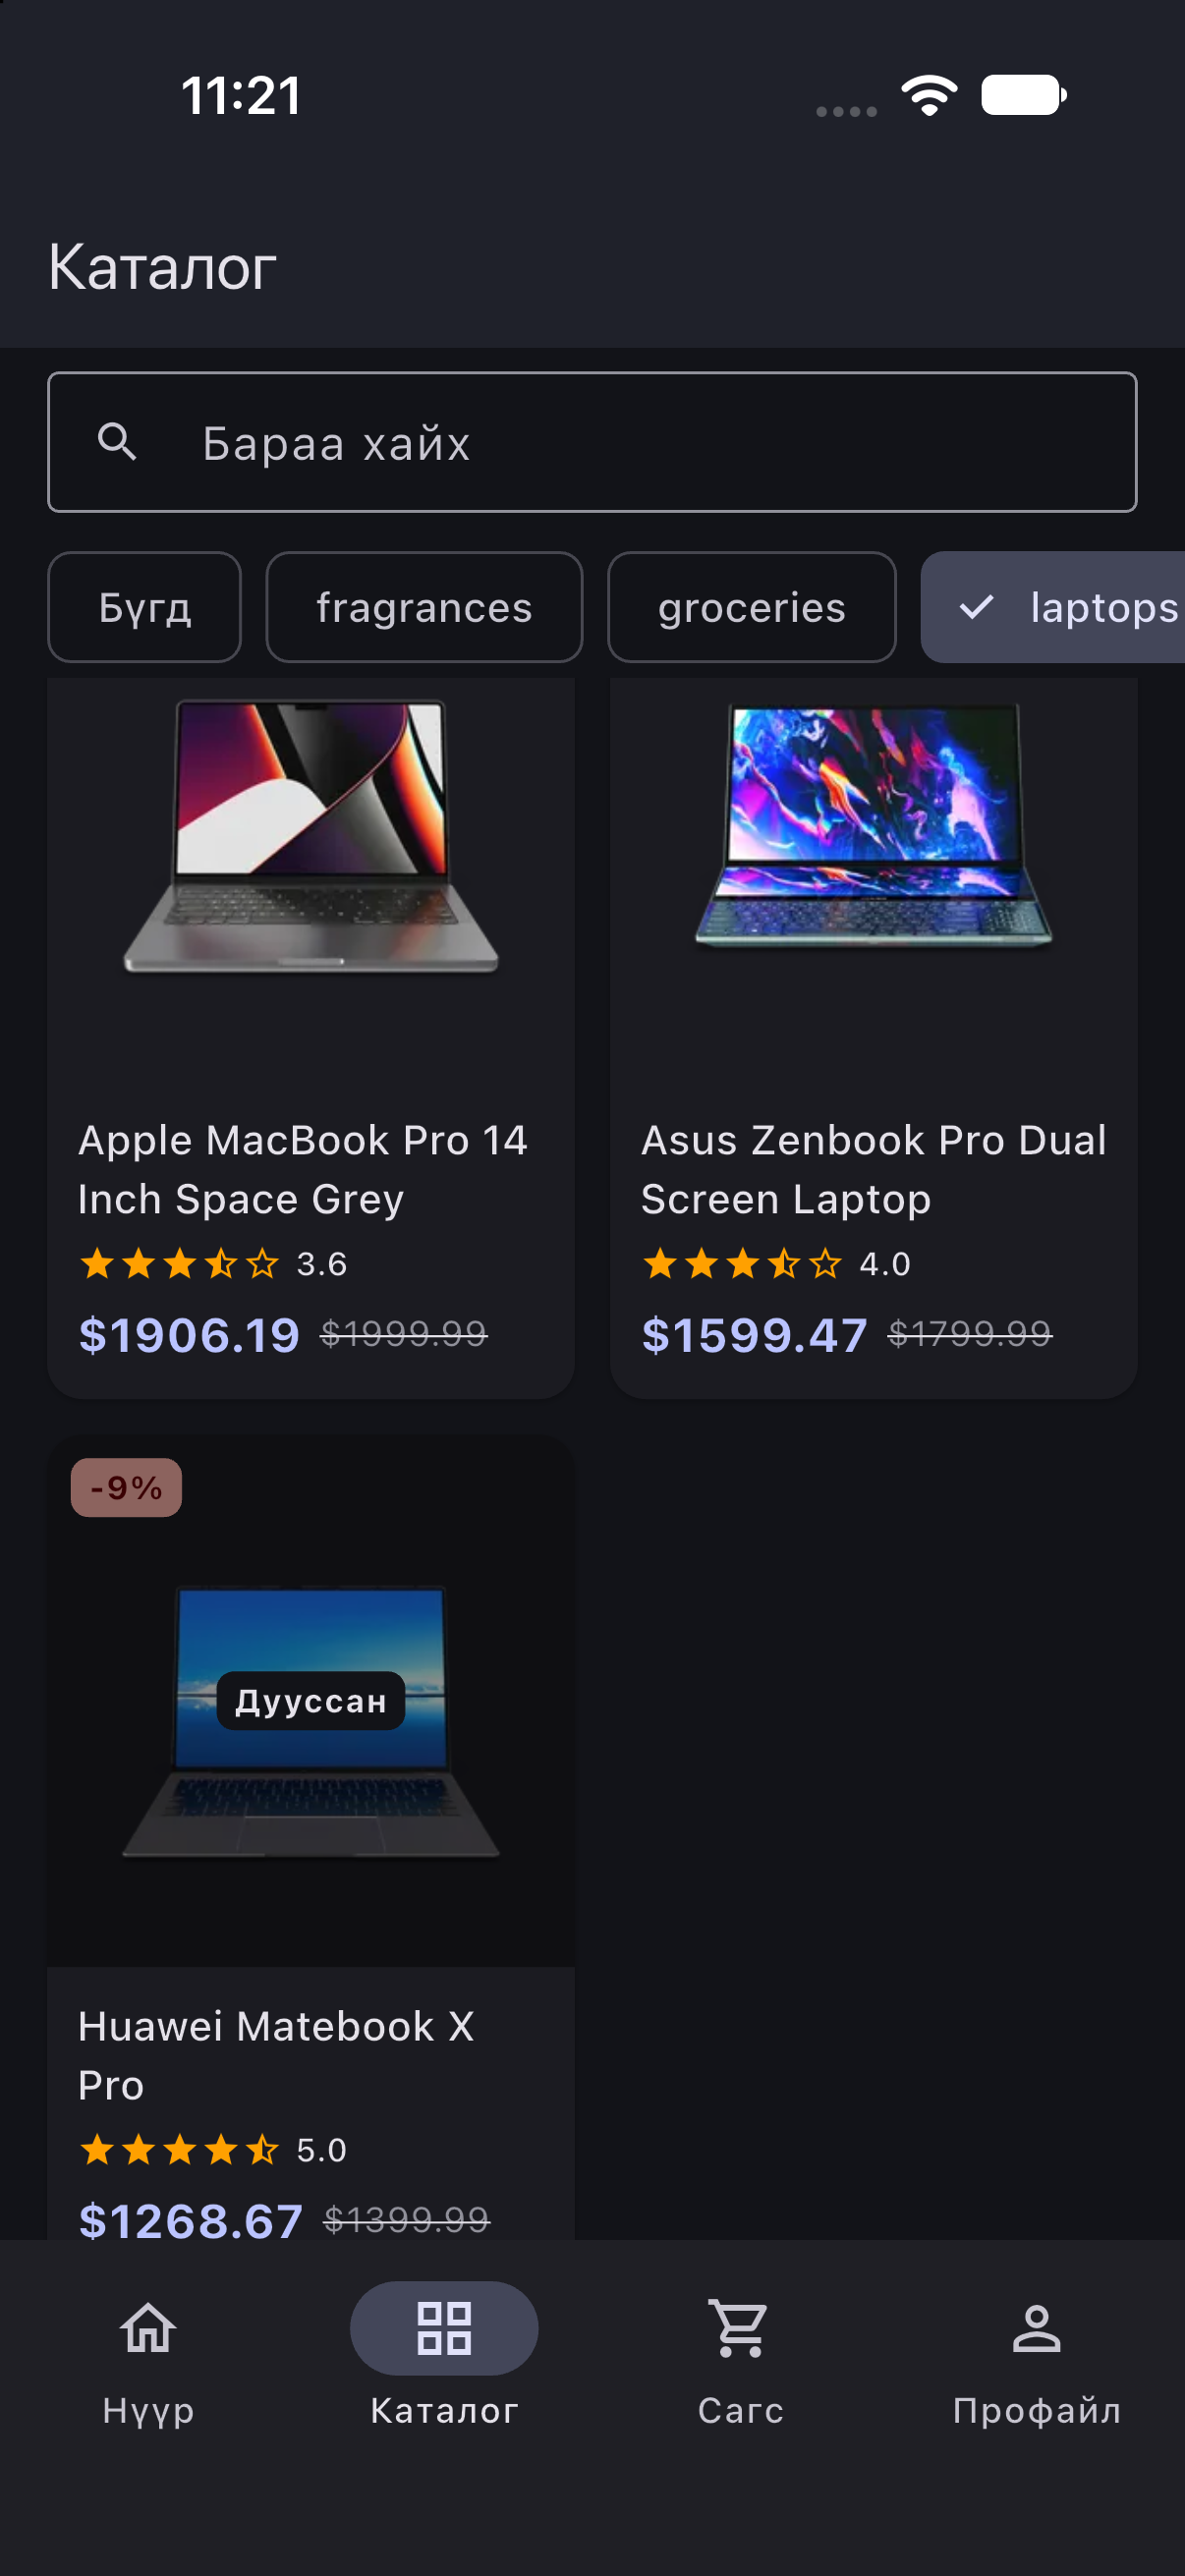 11:21
Каталог
Бараа хайх
Бүгд
fragrances
groceries
laptops
Apple MacBook Pro 14
Inch Space Grey
3.6
$1906.19 $1999.99
Asus Zenbook Pro Dual
Screen Laptop
4.0
$1599.47 $1799.99
-9%
Дууссан
Huawei Matebook X
Pro
5.0
$1268.67 $1399.99
Нүүр
Каталог
Сагс
Профайл